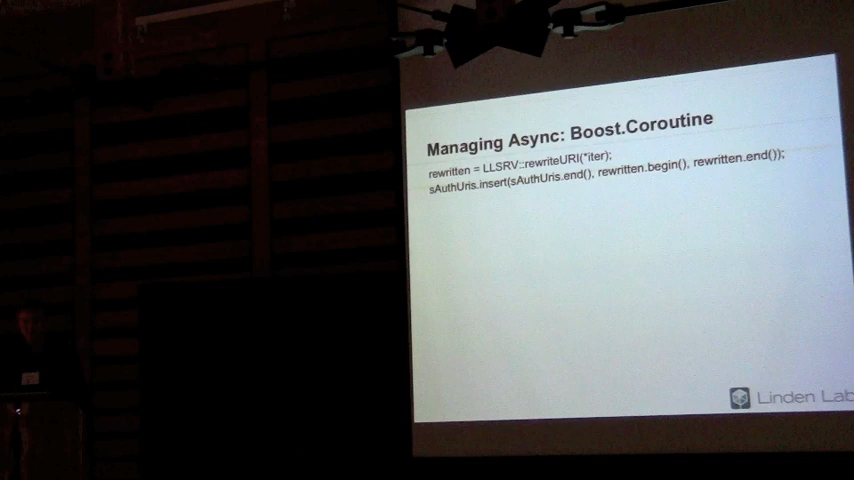 Managing Async: Boost.Coroutine
rewritten = LLSRV::rewriteURI(*iter);
sAuthUris.insert(sAuthUris.end(), rewritten.begin(), rewritten.end());
Linden Lab